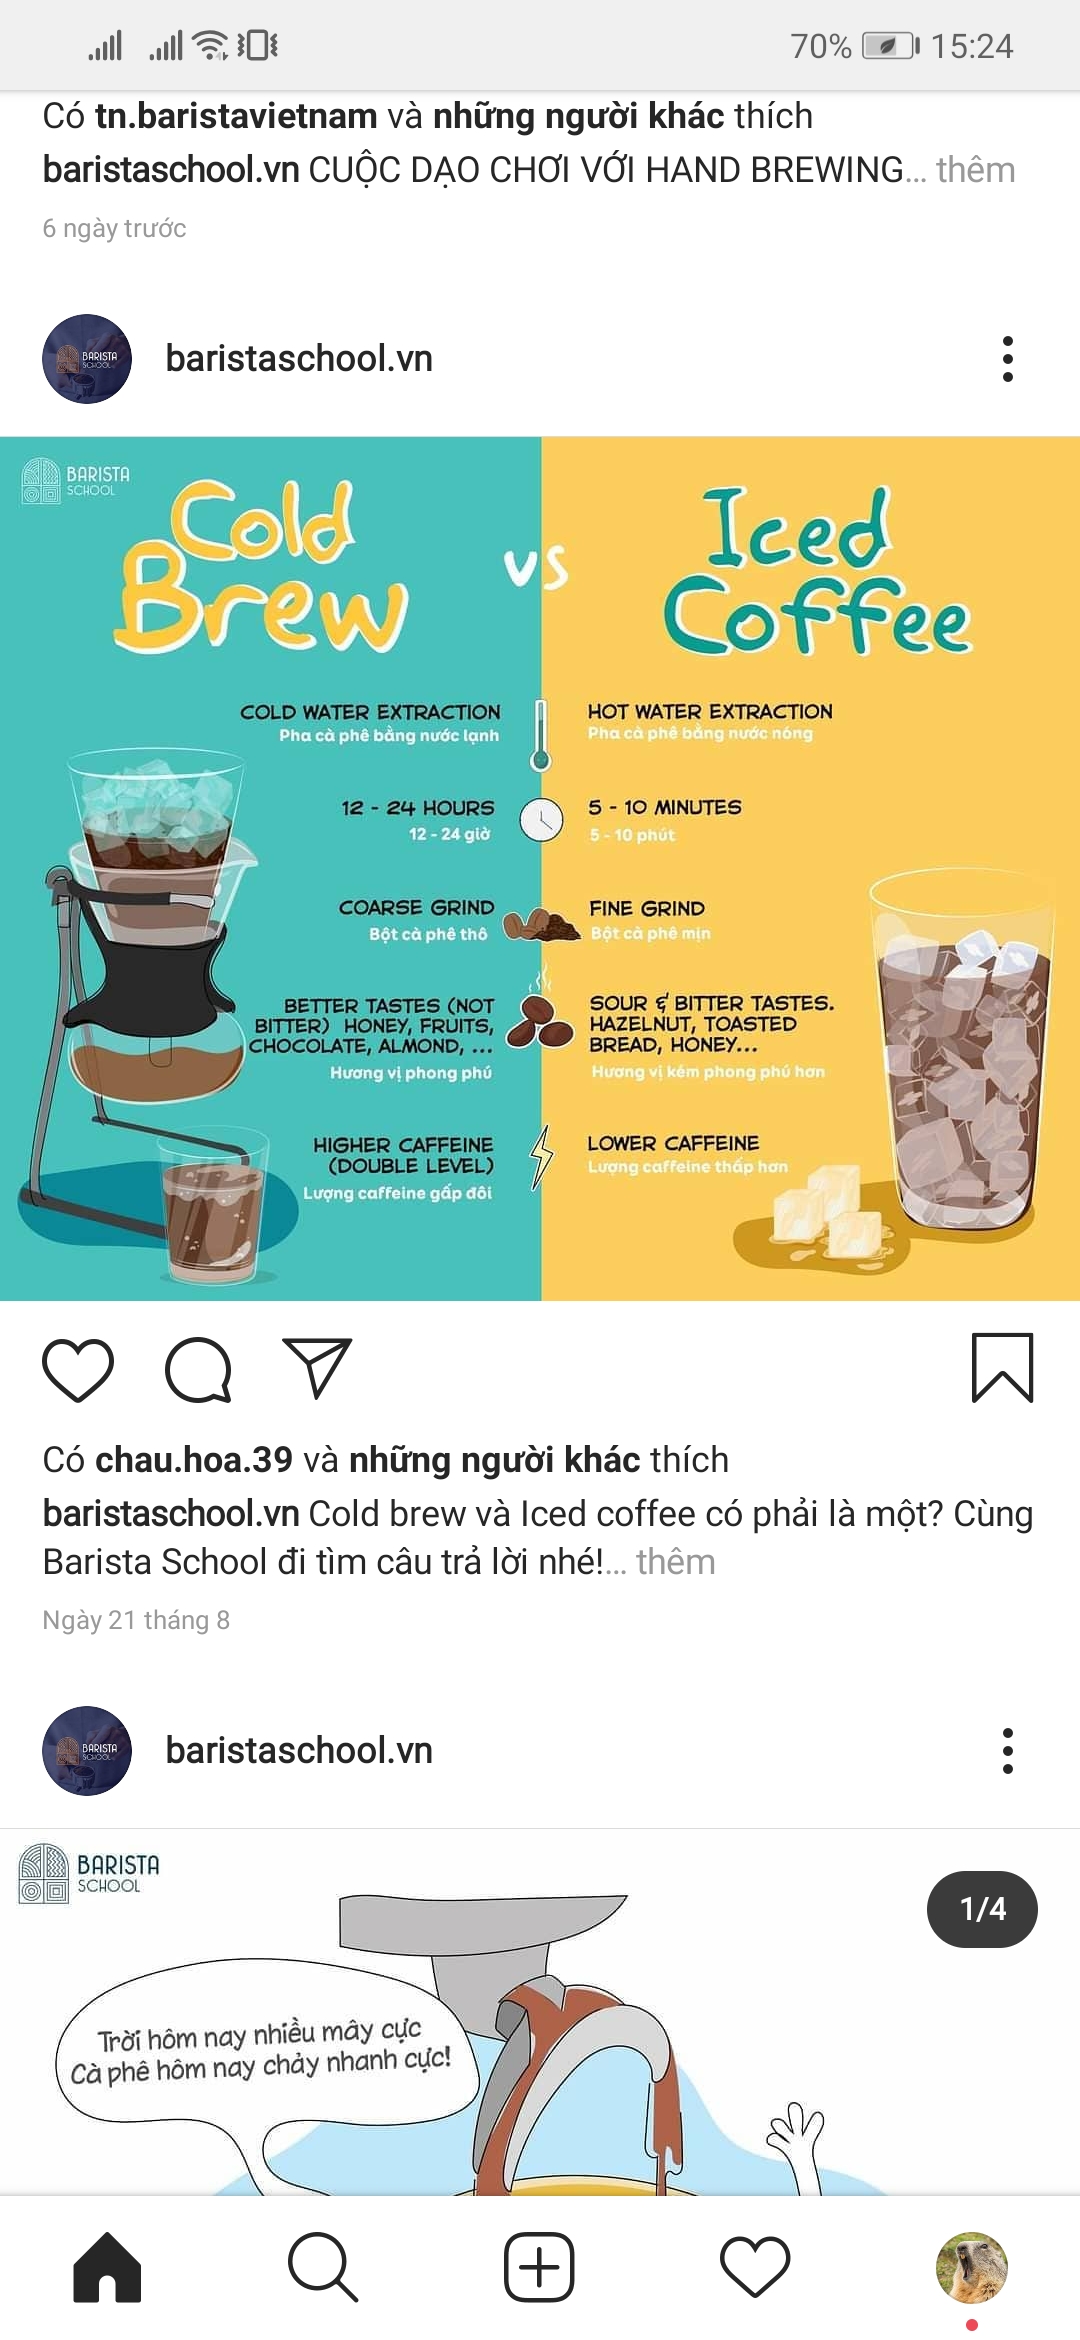 70% 15:24
Có tn.baristavietnam và những người khác thích
baristaschool.vn CUỘC DẠO CHƠI VỚI HAND BREWING... thêm
6 ngày trước
BARISTA
SCHOOL
baristaschool.vn
BARISTA
SCHOOL
Cold
Brew
vs
Iced
Coffee
COLD WATER EXTRACTION
Pha cà phê bằng nước lạnh
HOT WATER EXTRACTION
Pha cà phê bằng nước nóng
12 - 24 HOURS
12 - 24 giờ
5 - 10 MINUTES
5 - 10 phút
COARSE GRIND
Bột cà phê thô
FINE GRIND
Bột cà phê mịn
BETTER TASTES (NOT
BITTER) HONEY, FRUITS,
CHOCOLATE, ALMOND, ...
Hương vị phong phú
SOUR & BITTER TASTES.
HAZELNUT, TOASTED
BREAD, HONEY...
Hương vị kém phong phú hơn
HIGHER CAFFEINE
(DOUBLE LEVEL)
Lượng caffeine gấp đôi
LOWER CAFFEINE
Lượng caffeine thấp hơn
Có chau.hoa.39 và những người khác thích
baristaschool.vn Cold brew và Iced coffee có phải là một? Cùng
Barista School đi tìm câu trả lời nhé!... thêm
Ngày 21 tháng 8
BARISTA
SCHOOL
baristaschool.vn
BARISTA
SCHOOL
1/4
Trời hôm nay nhiều mây cực
Cà phê hôm nay chảy nhanh cực!